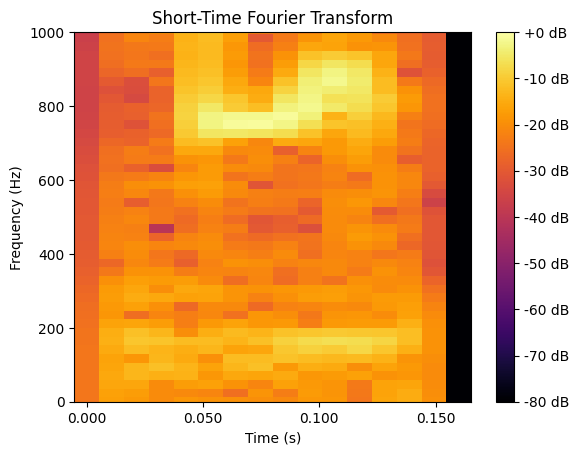 Short-Time Fourier Transform
1000
800
600
400
200
0
Frequency (Hz)
0.000
0.050
0.100
0.150
Time (s)
+0 dB
-10 dB
-20 dB
-30 dB
-40 dB
-50 dB
-60 dB
-70 dB
-80 dB